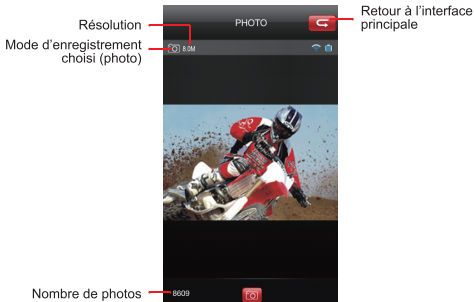 Résolution
Mode d'enregistrement
choisi (photo)
PHOTO
Retour à l'interface
principale
8.0M
Nombre de photos
8609